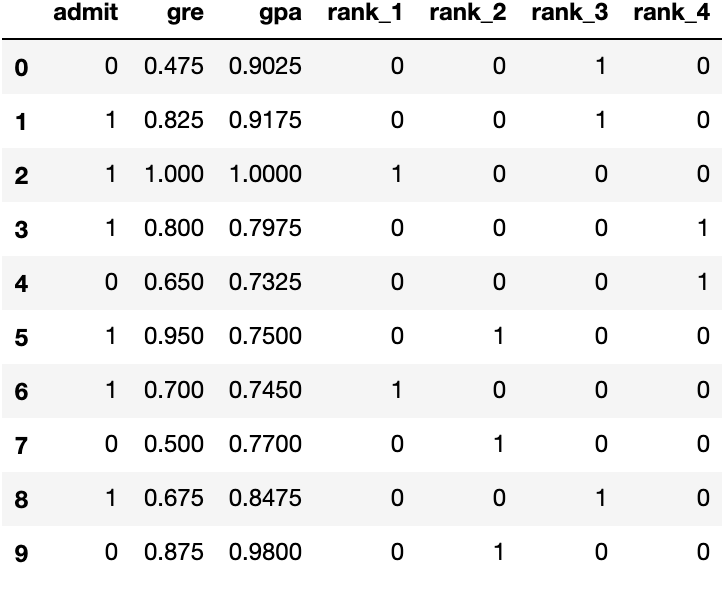 admit gre gpa rank_1 rank_2 rank_3 rank_4
0 0 0.475 0.9025 0 0 1 0
1 1 0.825 0.9175 0 0 1 0
2 1 1.000 1.0000 1 0 0 0
3 1 0.800 0.7975 0 0 0 1
4 0 0.650 0.7325 0 0 0 1
5 1 0.950 0.7500 0 1 0 0
6 1 0.700 0.7450 1 0 0 0
7 0 0.500 0.7700 0 1 0 0
8 1 0.675 0.8475 0 0 1 0
9 0 0.875 0.9800 0 1 0 0